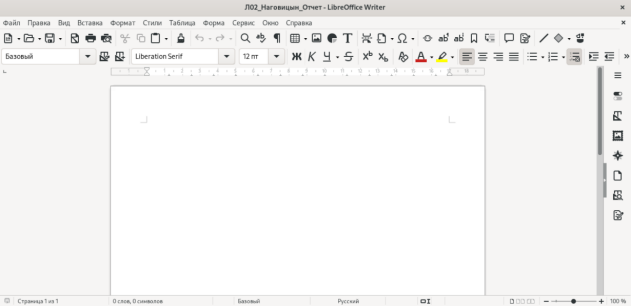 Л02_Наговицын_Отчет - LibreOffice Writer
Файл Правка Вид Вставка Формат Стили Таблица Форма Сервис Окно Справка
Базовый Liberation Serif 12 пт Ж К Ч S
Страница 1 из 1 0 слов, 0 символов Базовый Русский 100 %